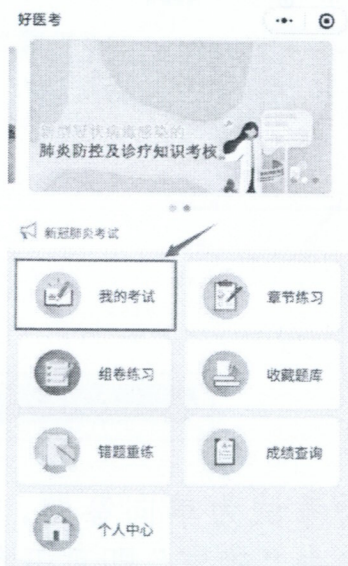 好医考
新型冠状病毒感染的
肺炎防控及诊疗知识考核
新冠肺炎考试
我的考试
章节练习
组卷练习
收藏题库
错题重练
成绩查询
个人中心